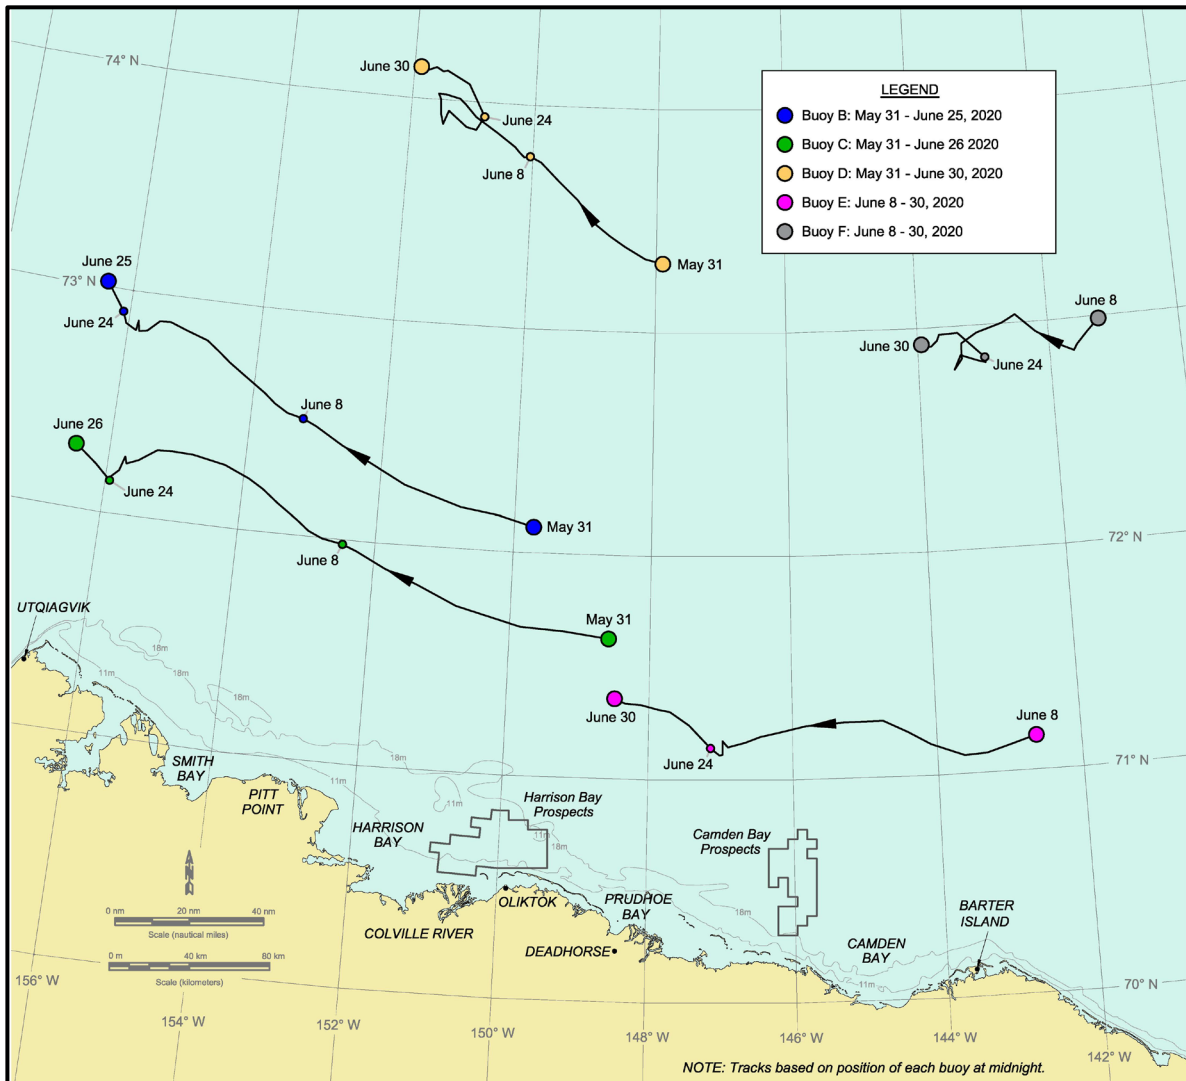 74° N
June 30
June 24
June 8
May 31
LEGEND
Buoy B: May 31 - June 25, 2020
Buoy C: May 31 - June 26 2020
Buoy D: May 31 - June 30, 2020
Buoy E: June 8 - 30, 2020
Buoy F: June 8 - 30, 2020
June 25
73° N
June 24
June 8
May 31
June 8
June 30
June 24
June 26
June 24
June 8
May 31
72° N
UTQIAGVIK
18m
11m
18m
18m
June 30
June 24
June 8
71° N
SMITH
BAY
PITT
POINT
18m
11m
11m
HARRISON
BAY
Harrison Bay
Prospects
11m
18m
Camden Bay
Prospects
18m
N
0 nm
20 nm
40 nm
Scale (nautical miles)
0 m
40 km
80 km
Scale (kilometers)
COLVILLE RIVER
OLIKTOK
PRUDHOE
BAY
DEADHORSE
CAMDEN
BAY
11m
BARTER
ISLAND
70° N
156° W
154° W
152° W
150° W
148° W
146° W
144° W
142° W
NOTE: Tracks based on position of each buoy at midnight.